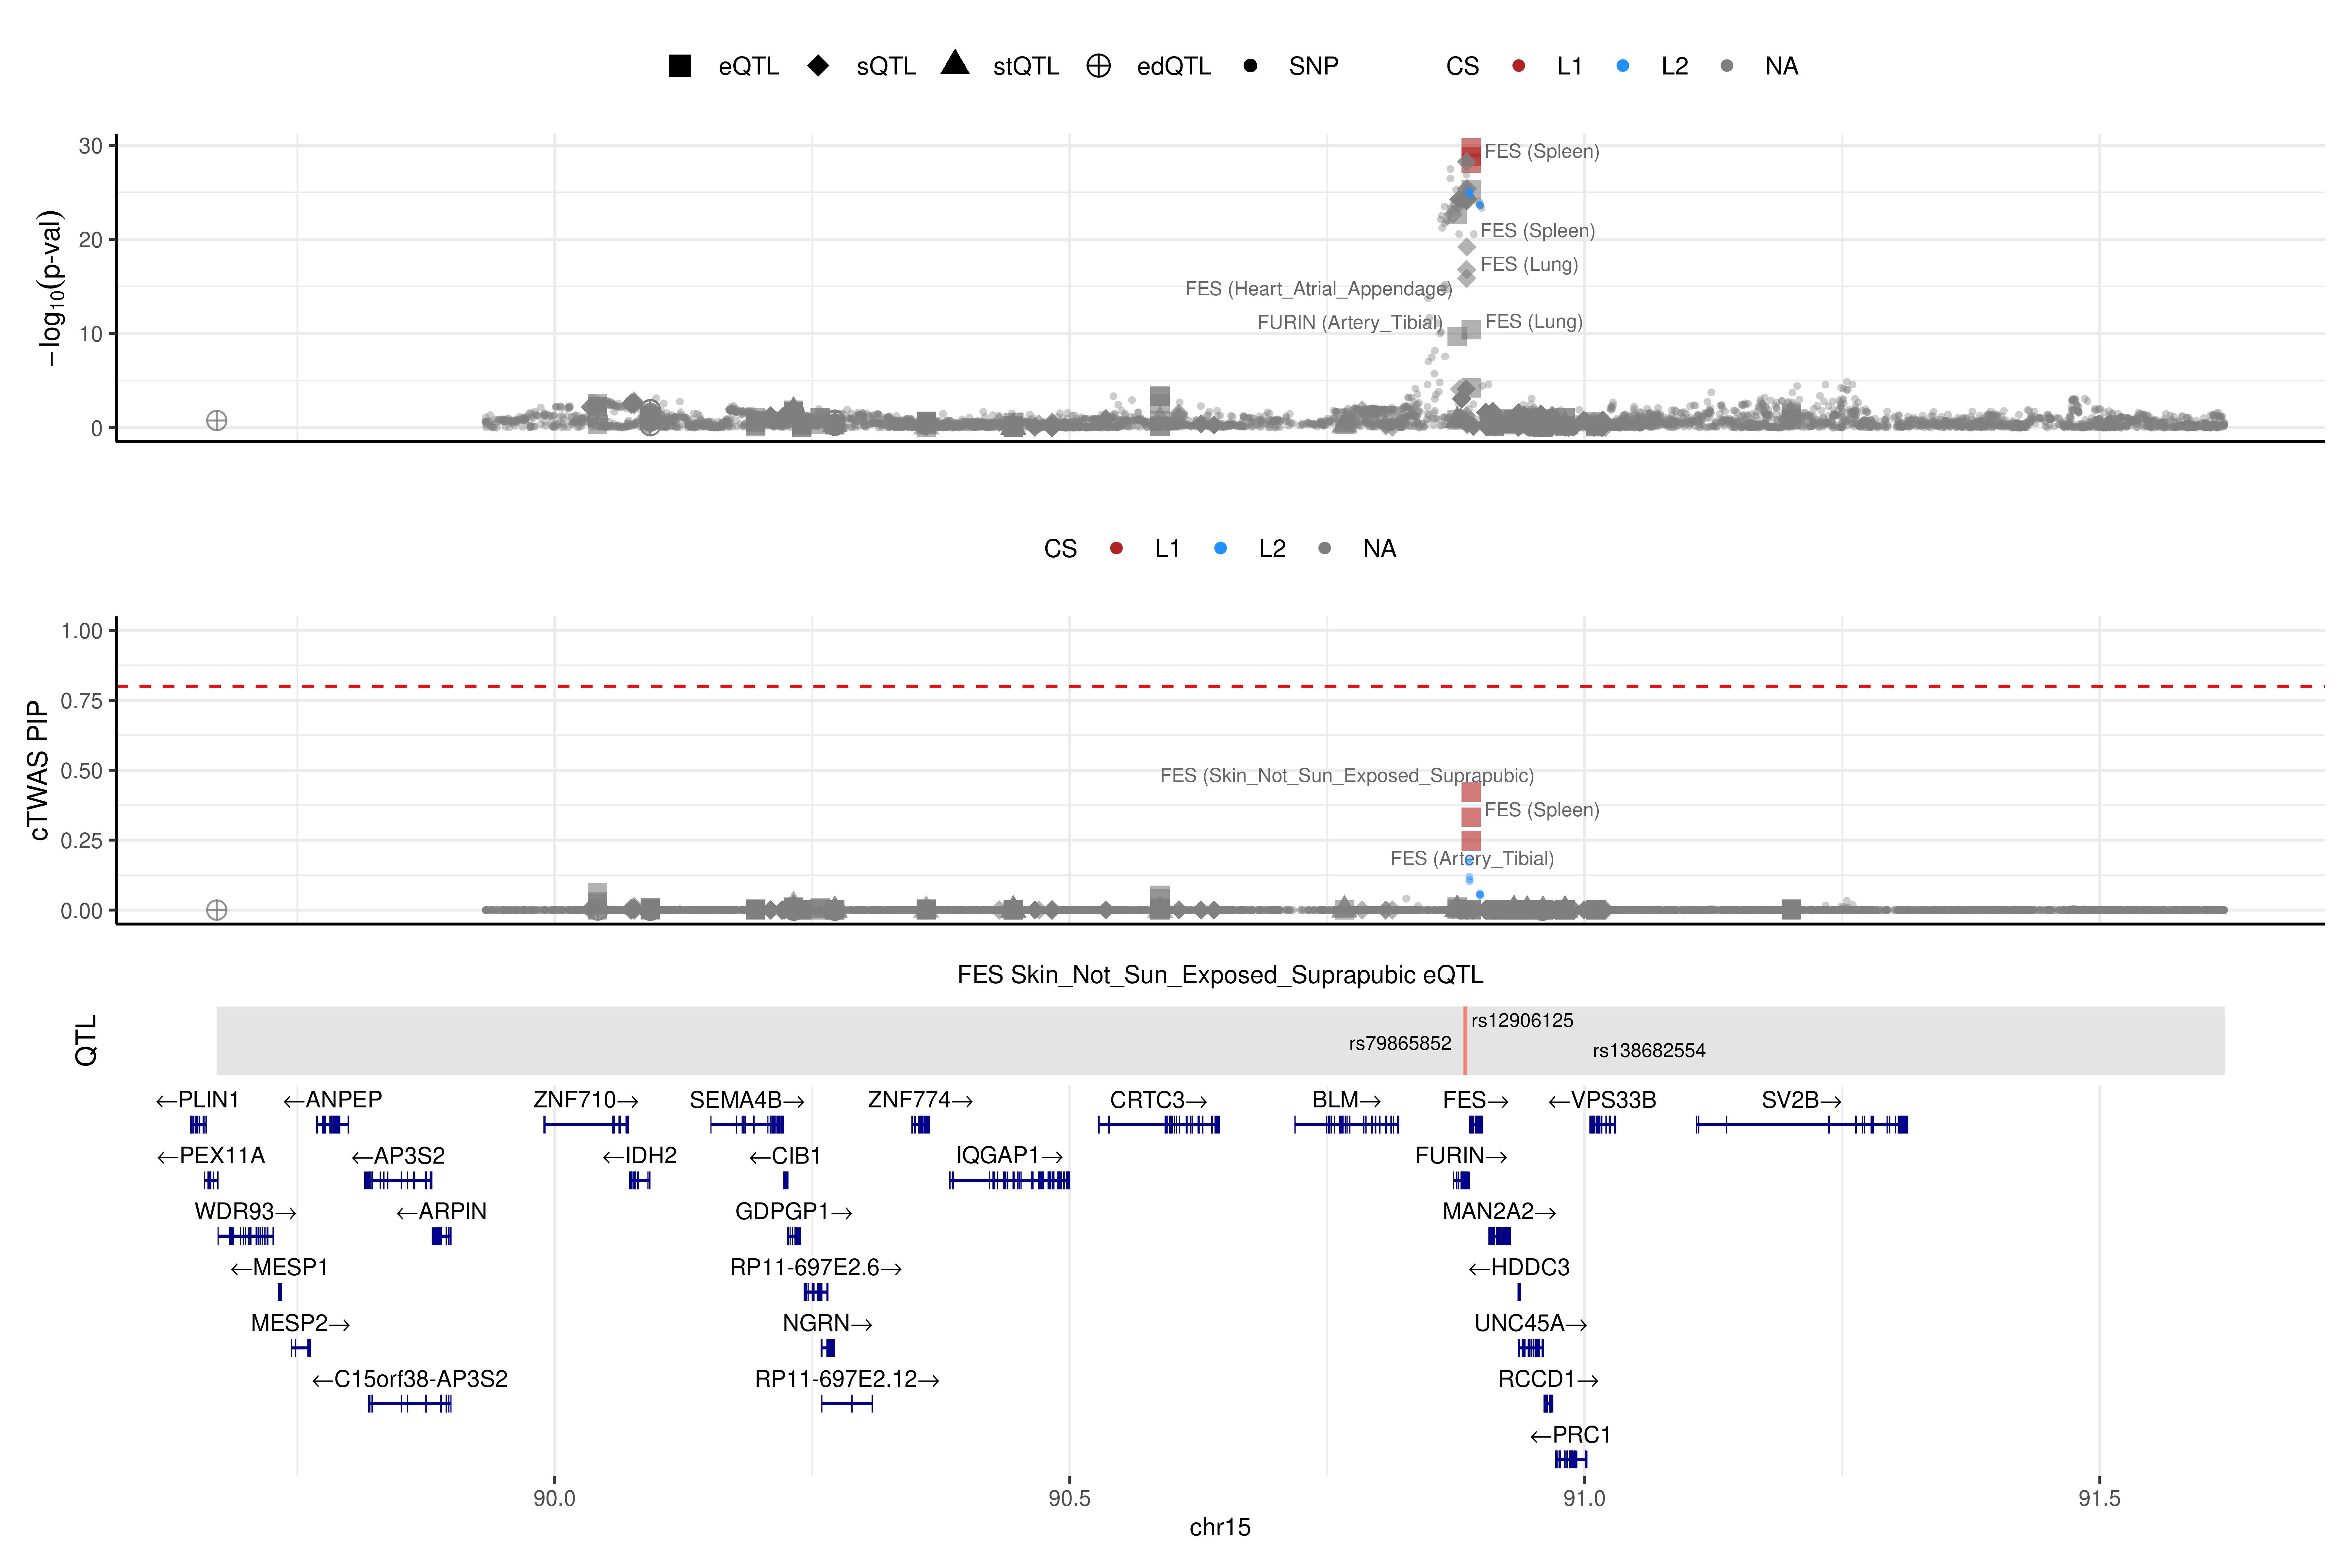 eQTL sQTL stQTL edQTL SNP CS L1 L2 NA
30
20
10
0
−log10(p-val)
FES (Spleen)
FES (Spleen)
FES (Lung)
FES (Heart_Atrial_Appendage)
FURIN (Artery_Tibial)
FES (Lung)
CS L1 L2 NA
1.00
0.75
0.50
0.25
0.00
cTWAS PIP
FES (Skin_Not_Sun_Exposed_Suprapubic)
FES (Spleen)
FES (Artery_Tibial)
FES Skin_Not_Sun_Exposed_Suprapubic eQTL
QTL
rs12906125
rs79865852
rs138682554
←PLIN1 ←ANPEP ZNF710→ SEMA4B→ ZNF774→ CRTC3→ BLM→ FES→ ←VPS33B SV2B→
←PEX11A ←AP3S2 ←IDH2 ←CIB1 IQGAP1→ FURIN→
WDR93→ ←ARPIN GDPGP1→ MAN2A2→
←MESP1 RP11-697E2.6→ ←HDDC3
MESP2→ NGRN→ UNC45A→
←C15orf38-AP3S2 RP11-697E2.12→ RCCD1→
←PRC1
90.0 90.5 91.0 91.5
chr15